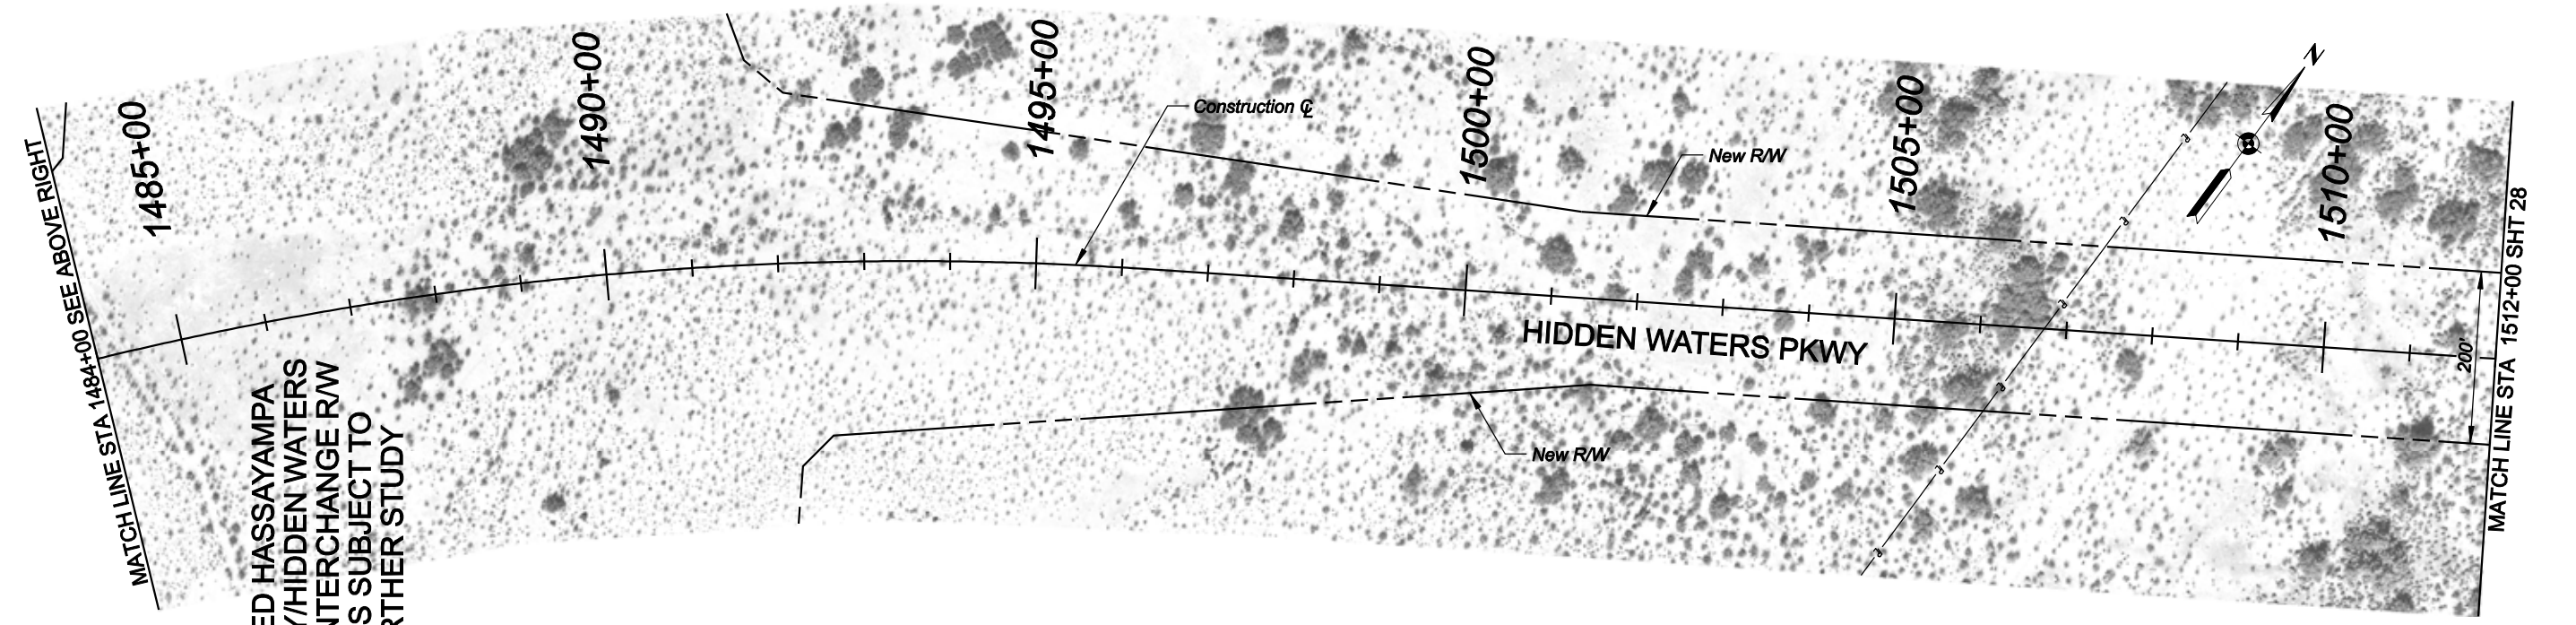 MATCH LINE STA 1484+00 SEE ABOVE RIGHT
1485+00
1490+00
1495+00
1500+00
1505+00
1510+00
N
Construction ℄
New R/W
HIDDEN WATERS PKWY
New R/W
200'
MATCH LINE STA 1512+00 SHT 28
ED HASSAYAMPA
Y/HIDDEN WATERS
NTERCHANGE R/W
S SUBJECT TO
RTHER STUDY